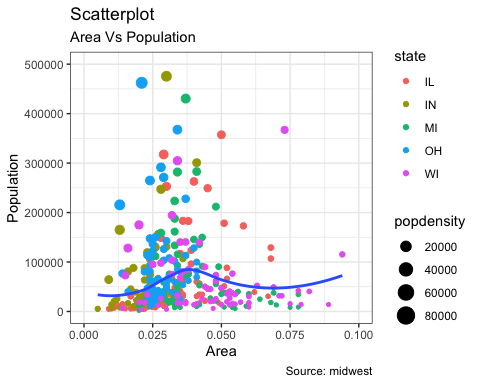 Scatterplot
Area Vs Population
500000
400000
300000
200000
100000
0
Population
0.000 0.025 0.050 0.075 0.100
Area
state
IL
IN
MI
OH
WI
popdensity
20000
40000
60000
80000
Source: midwest